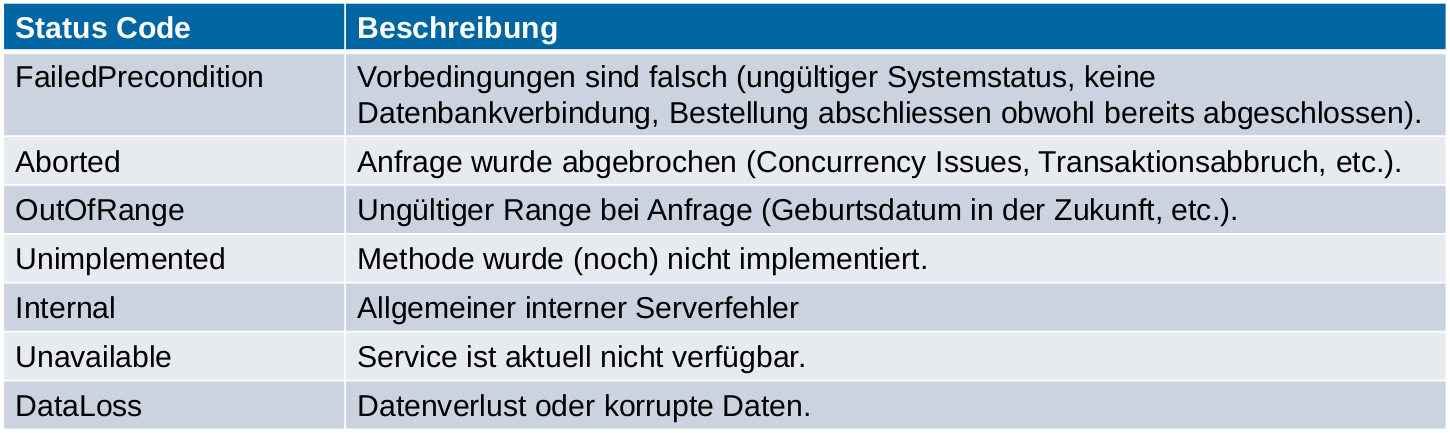 Status Code Beschreibung
FailedPrecondition Vorbedingungen sind falsch (ungültiger Systemstatus, keine
Datenbankverbindung, Bestellung abschliessen obwohl bereits abgeschlossen).
Aborted Anfrage wurde abgebrochen (Concurrency Issues, Transaktionsabbruch, etc.).
OutOfRange Ungültiger Range bei Anfrage (Geburtsdatum in der Zukunft, etc.).
Unimplemented Methode wurde (noch) nicht implementiert.
Internal Allgemeiner interner Serverfehler
Unavailable Service ist aktuell nicht verfügbar.
DataLoss Datenverlust oder korrupte Daten.